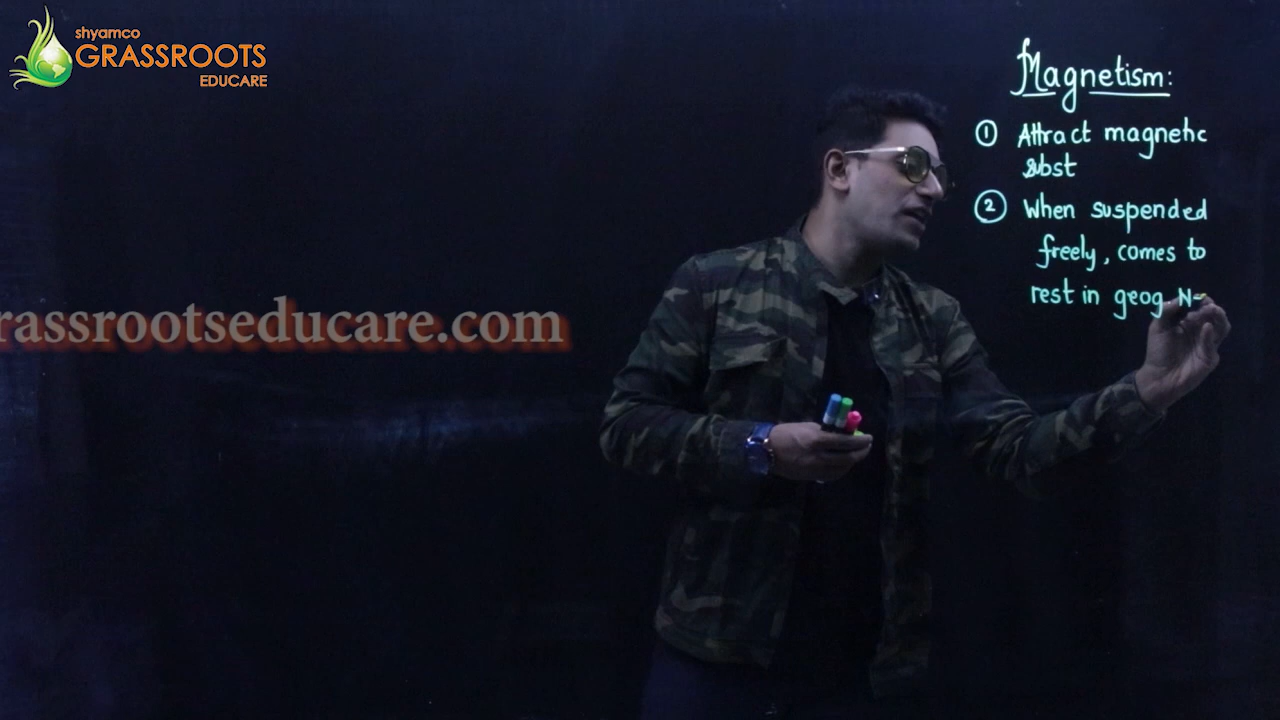 shyamco
GRASSROOTS
EDUCARE
Magnetism:
① Attract magnetic
subst
② When suspended
freely, comes to
rest in geog. N-
rassrootseducare.com